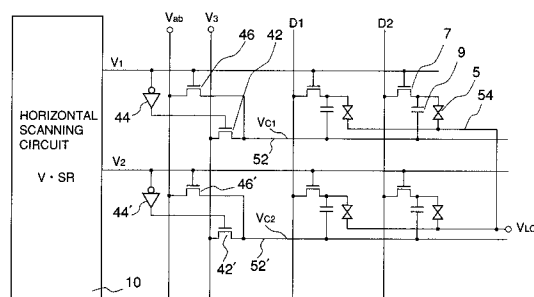 Vab V3 D1 D2
46 42 7 9
V1
5
54
44
HORIZONTAL
SCANNING
CIRCUIT
V · SR
VC1
52
V2
46′
VLC
44′
VC2
42′ 52′
10